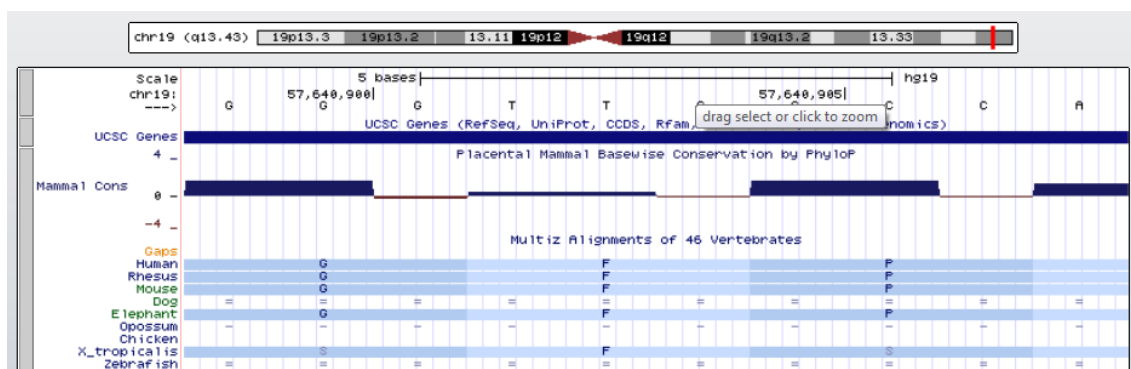 chr19 (q13.43) 19p13.3 19p13.2 13.11 19p12 19q12 19q13.2 13.33
Scale 5 bases hg19
chr19: 57,640,900 57,640,905
---> G G G T T C C C A
drag select or click to zoom
UCSC Genes (RefSeq, UniProt, CCDS, Rfam, nomics)
UCSC Genes
4 _ Placental Mammal Basewise Conservation by PhyloP
Mammal Cons
0 -
-4 _
Multiz Alignments of 46 Vertebrates
Gaps
Human G F P
Rhesus G F P
Mouse G F P
Dog = = = = = = = = = =
Elephant G F P
Opossum - - - - - - - - - -
Chicken
X_tropicalis S F S
Zebrafish = = = = = = = = = =